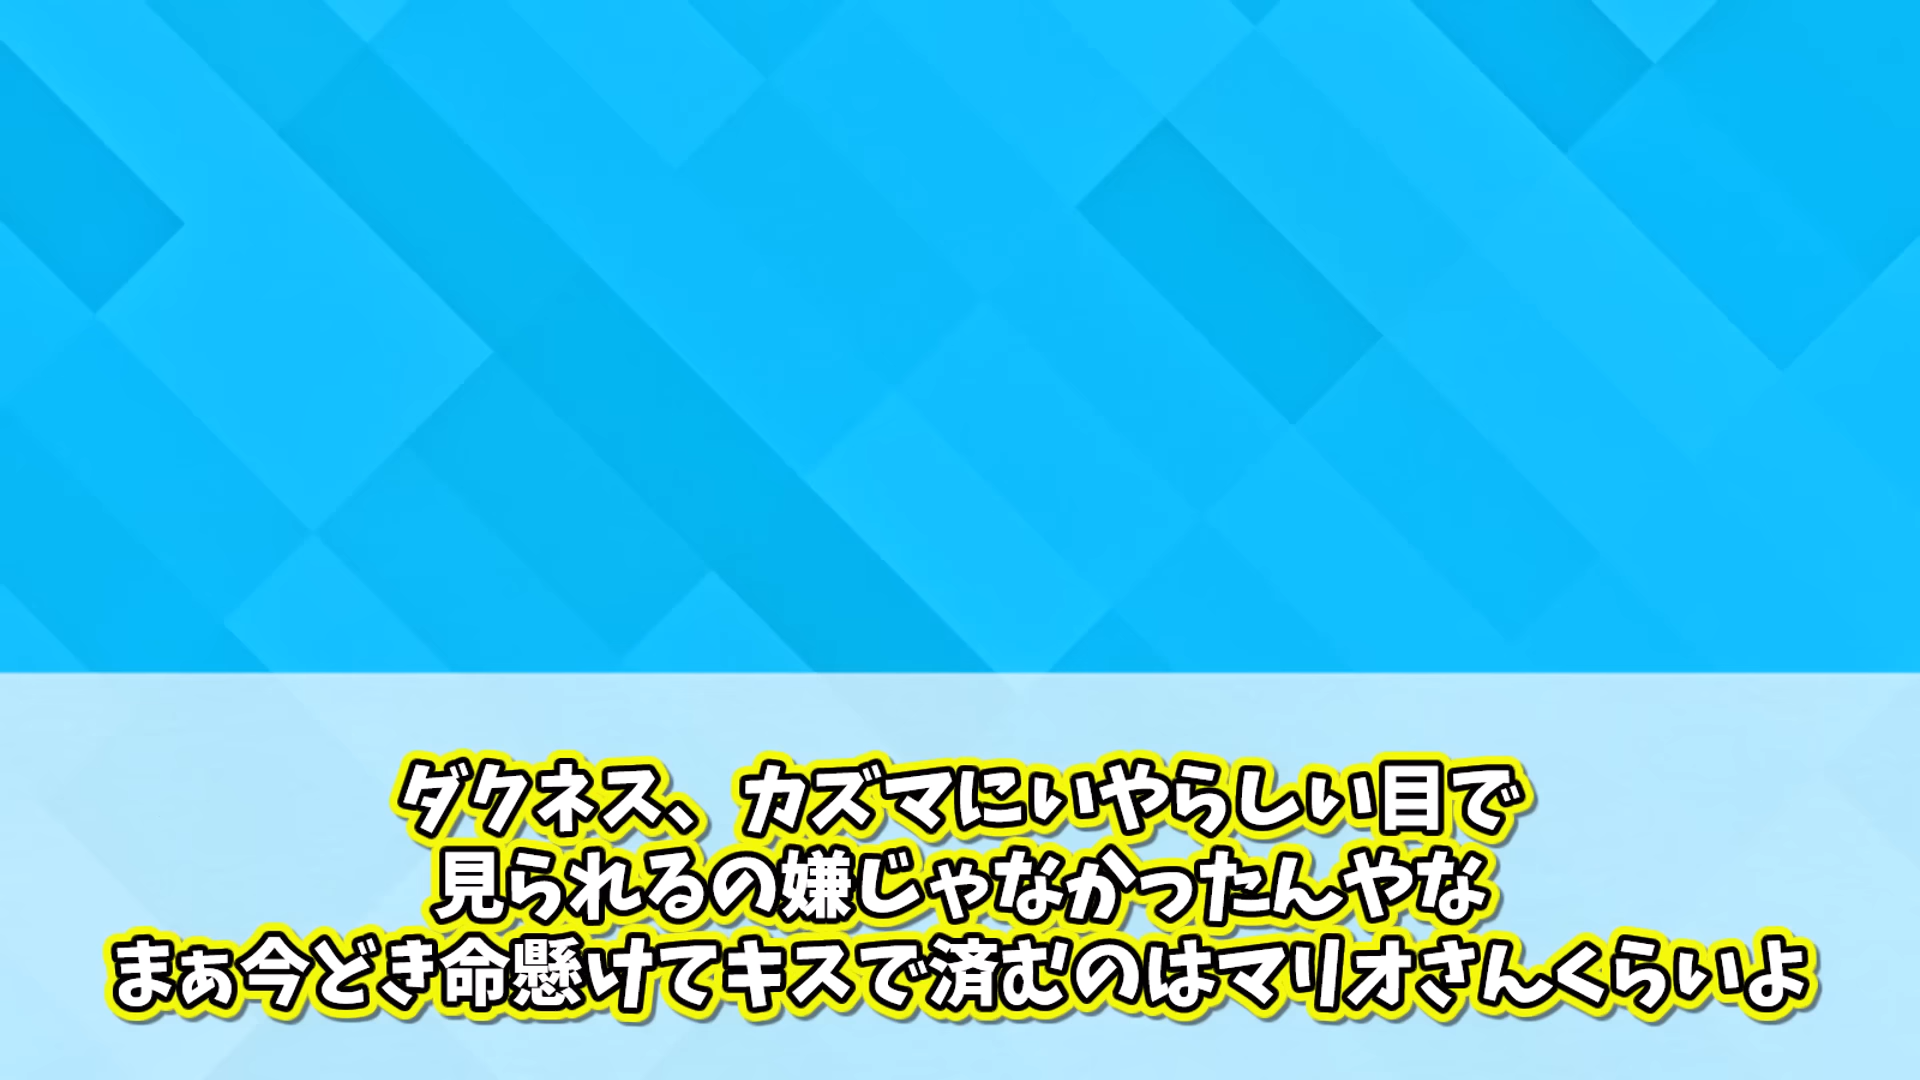 ダクネス、カズマにいやらしい目で
見られるの嫌じゃなかったんやな
まぁ今どき命懸けてキスで済むのはマリオさんくらいよ